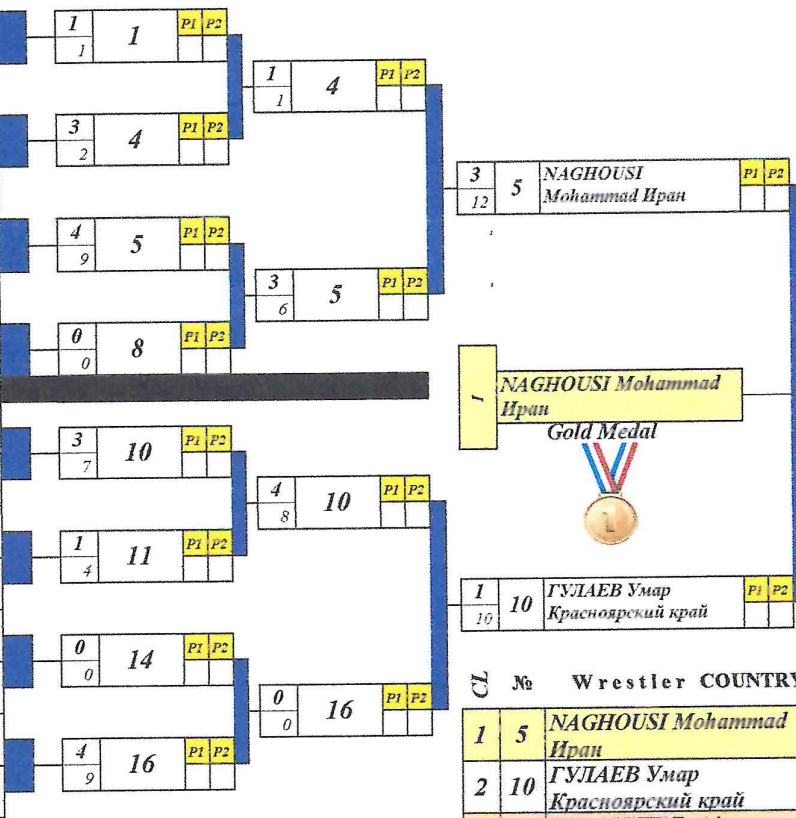 1
1
1
P1 P2
3
2
4
P1 P2
4
9
5
P1 P2
0
0
8
P1 P2
3
7
10
P1 P2
1
4
11
P1 P2
0
0
14
P1 P2
4
9
16
P1 P2
1
1
4
P1 P2
3
6
5
P1 P2
4
8
10
P1 P2
0
0
16
P1 P2
3
12
5
NAGHOUSI
Mohammad Иран
P1 P2
1
NAGHOUSI Mohammad
Иран
Gold Medal
1
1
10
10
ГУЛАЕВ Умар
Красноярский край
P1 P2
CL № Wrestler COUNTRY
1 5 NAGHOUSI Mohammad
Иран
2 10 ГУЛАЕВ Умар
Красноярский край